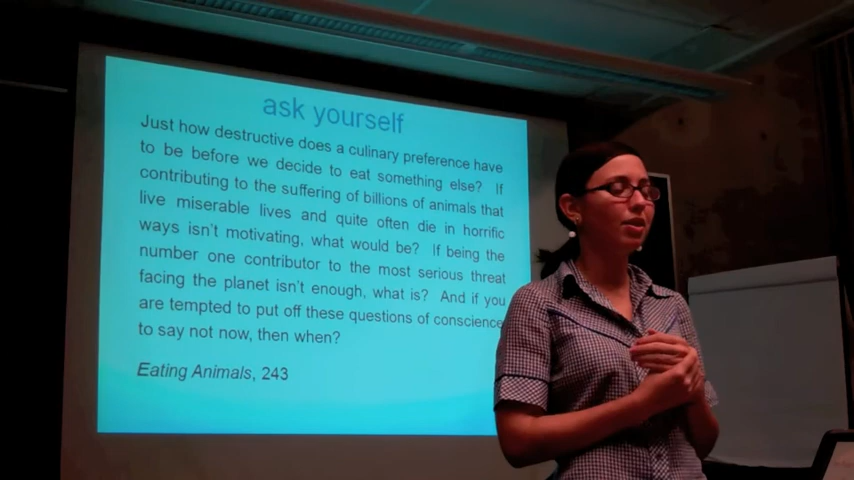 ask yourself
Just how destructive does a culinary preference have
to be before we decide to eat something else? If
contributing to the suffering of billions of animals that
live miserable lives and quite often die in horrific
ways isn't motivating, what would be? If being the
number one contributor to the most serious threat
facing the planet isn't enough, what is? And if you
are tempted to put off these questions of conscience
to say not now, then when?
Eating Animals, 243